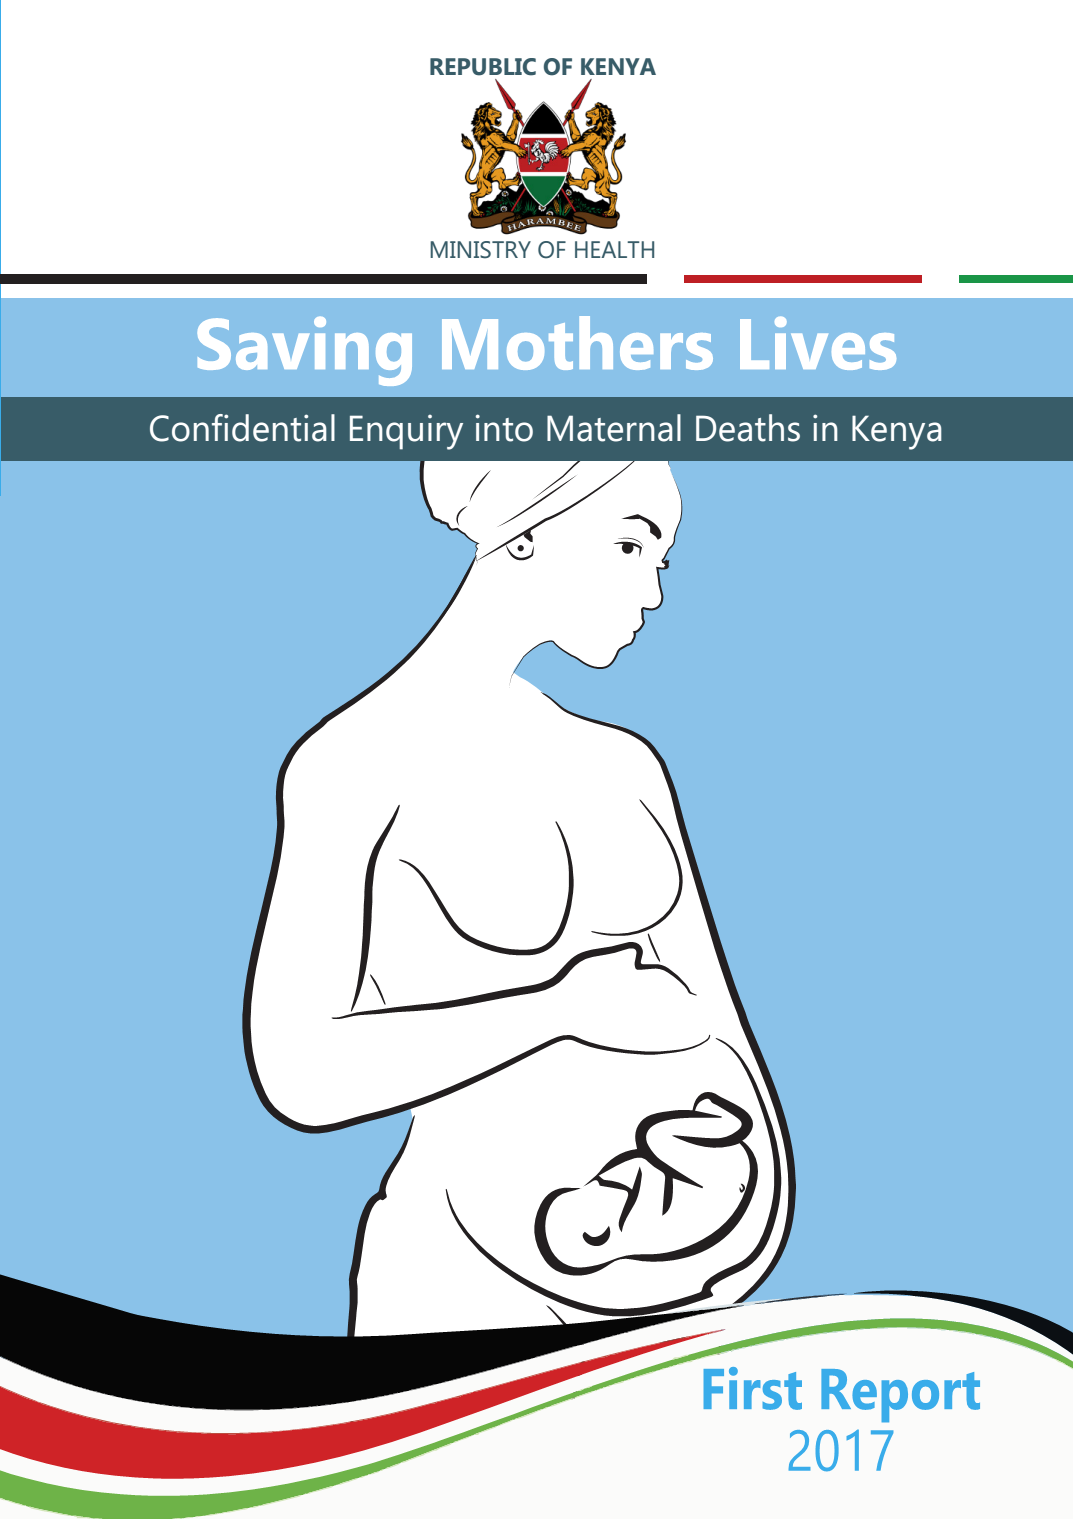 REPUBLIC OF KENYA
HARAMBEE
MINISTRY OF HEALTH
Saving Mothers Lives
Confidential Enquiry into Maternal Deaths in Kenya
First Report
2017